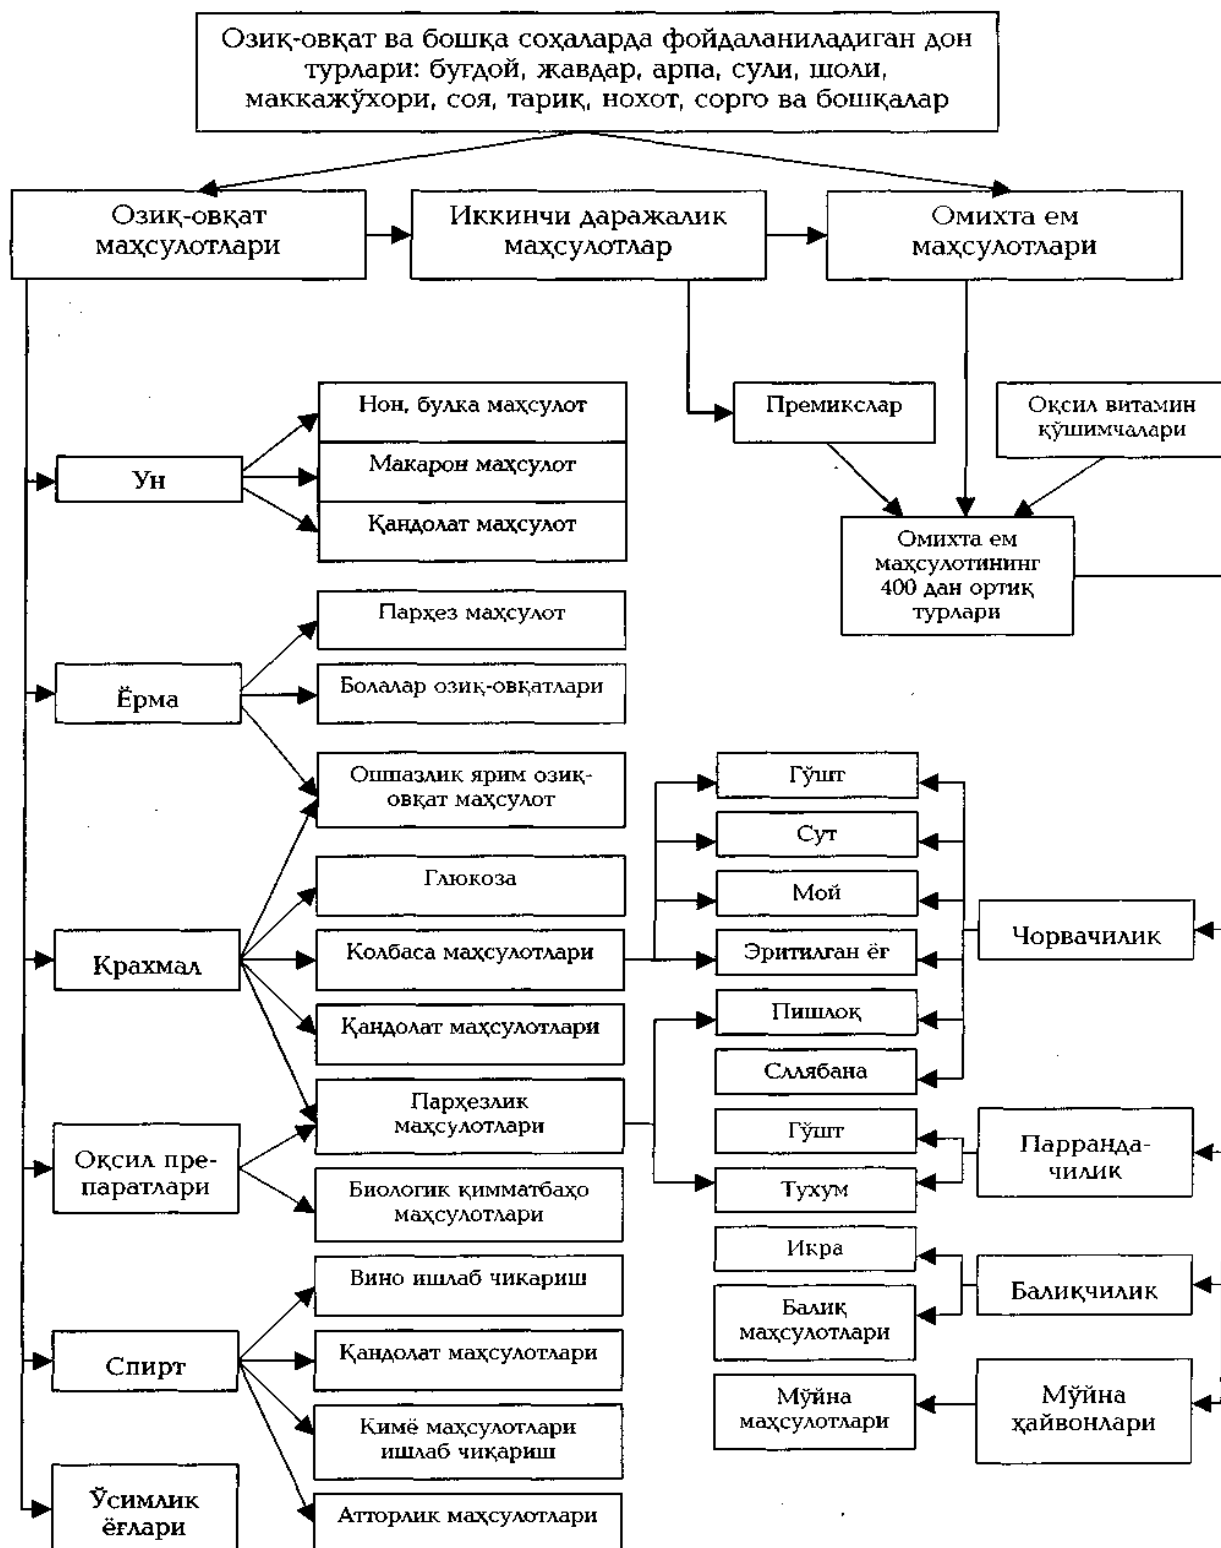 Озиқ-овқат ва бошқа соҳаларда фойдаланиладиган дон
турлари: буғдой, жавдар, арпа, сули, шоли,
маккажўхори, соя, тариқ, нохот, сорго ва бошқалар
Озиқ-овқат
маҳсулотлари
Иккинчи даражалик
маҳсулотлар
Омихта ем
маҳсулотлари
Нон, булка маҳсулот
Премикслар
Оқсил витамин
қўшимчалари
Ун
Макарон маҳсулот
Қандолат маҳсулот
Омихта ем
маҳсулотининг
400 дан ортиқ
турлари
Парҳез маҳсулот
Ёрма
Болалар озиқ-овқатлари
Ошпазлик ярим озиқ-
овқат маҳсулот
Гўшт
Сут
Глюкоза
Мой
Крахмал
Колбаса маҳсулотлари
Эритилган ёғ
Чорвачилик
Қандолат маҳсулотлари
Пишлоқ
Сллябана
Парҳезлик
маҳсулотлари
Гўшт
Парранда-
чилик
Оқсил пре-
паратлари
Биологик қимматбаҳо
маҳсулотлари
Тухум
Икра
Вино ишлаб чикариш
Балиқчилик
Балиқ
маҳсулотлари
Спирт
Қандолат маҳсулотлари
Мўйна
маҳсулотлари
Мўйна
ҳайвонлари
Кимё маҳсулотлари
ишлаб чиқариш
Ўсимлик
ёғлари
Атторлик маҳсулотлари